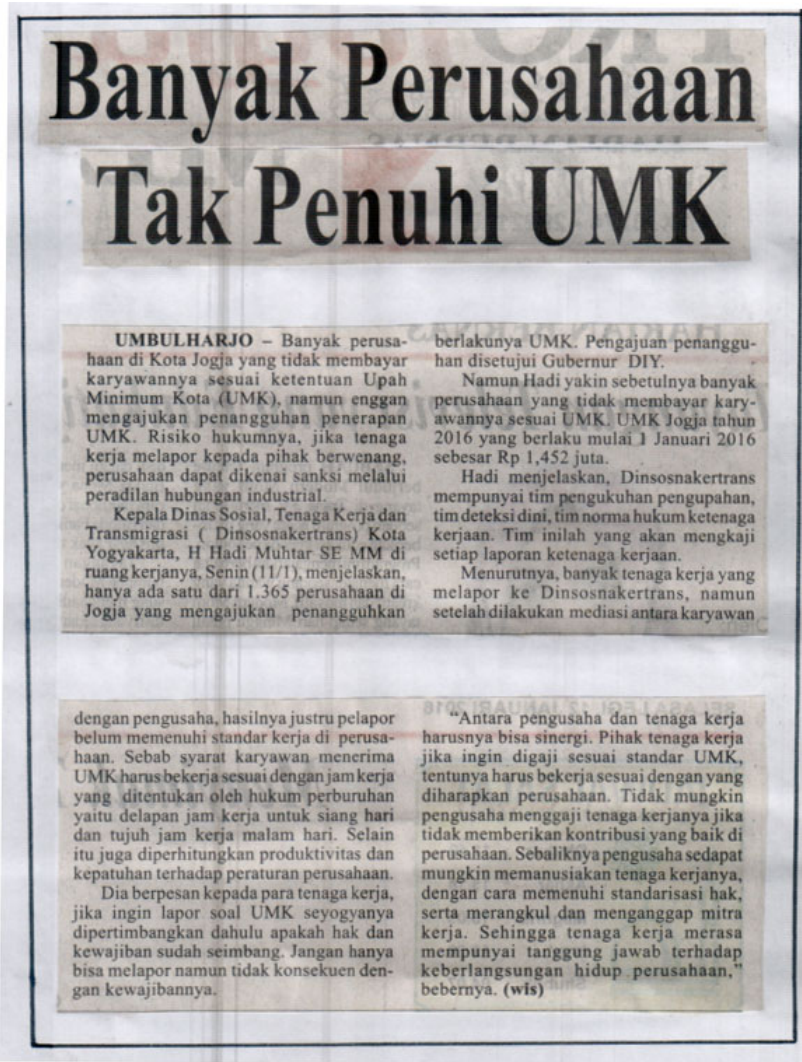 Banyak Perusahaan
Tak Penuhi UMK
UMBULHARJO – Banyak perusa-
haan di Kota Jogja yang tidak membayar
karyawannya sesuai ketentuan Upah
Minimum Kota (UMK), namun enggan
mengajukan penangguhan penerapan
UMK. Risiko hukumnya, jika tenaga
kerja melapor kepada pihak berwenang,
perusahaan dapat dikenai sanksi melalui
peradilan hubungan industrial.
Kepala Dinas Sosial, Tenaga Kerja dan
Transmigrasi ( Dinsosnakertrans) Kota
Yogyakarta, H Hadi Muhtar SE MM di
ruang kerjanya, Senin (11/1), menjelaskan,
hanya ada satu dari 1.365 perusahaan di
Jogja yang mengajukan penangguhkan
berlakunya UMK. Pengajuan penanggu-
han disetujui Gubernur DIY.
Namun Hadi yakin sebetulnya banyak
perusahaan yang tidak membayar kary-
awannya sesuai UMK. UMK Jogja tahun
2016 yang berlaku mulai 1 Januari 2016
sebesar Rp 1,452 juta.
Hadi menjelaskan, Dinsosnakertrans
mempunyai tim pengukuhan pengupahan,
tim deteksi dini, tim norma hukum ketenaga
kerjaan. Tim inilah yang akan mengkaji
setiap laporan ketenaga kerjaan.
Menurutnya, banyak tenaga kerja yang
melapor ke Dinsosnakertrans, namun
setelah dilakukan mediasi antara karyawan
dengan pengusaha, hasilnya justru pelapor
belum memenuhi standar kerja di perusa-
haan. Sebab syarat karyawan menerima
UMK harus bekerja sesuai dengan jam kerja
yang ditentukan oleh hukum perburuhan
yaitu delapan jam kerja untuk siang hari
dan tujuh jam kerja malam hari. Selain
itu juga diperhitungkan produktivitas dan
kepatuhan terhadap peraturan perusahaan.
Dia berpesan kepada para tenaga kerja,
jika ingin lapor soal UMK seyogyanya
dipertimbangkan dahulu apakah hak dan
kewajiban sudah seimbang. Jangan hanya
bisa melapor namun tidak konsekuen den-
gan kewajibannya.
“Antara pengusaha dan tenaga kerja
harusnya bisa sinergi. Pihak tenaga kerja
jika ingin digaji sesuai standar UMK,
tentunya harus bekerja sesuai dengan yang
diharapkan perusahaan. Tidak mungkin
pengusaha menggaji tenaga kerjanya jika
tidak memberikan kontribusi yang baik di
perusahaan. Sebaliknya pengusaha sedapat
mungkin memanusiakan tenaga kerjanya,
dengan cara memenuhi standarisasi hak,
serta merangkul dan menganggap mitra
kerja. Sehingga tenaga kerja merasa
mempunyai tanggung jawab terhadap
keberlangsungan hidup perusahaan,”
bebernya. (wis)